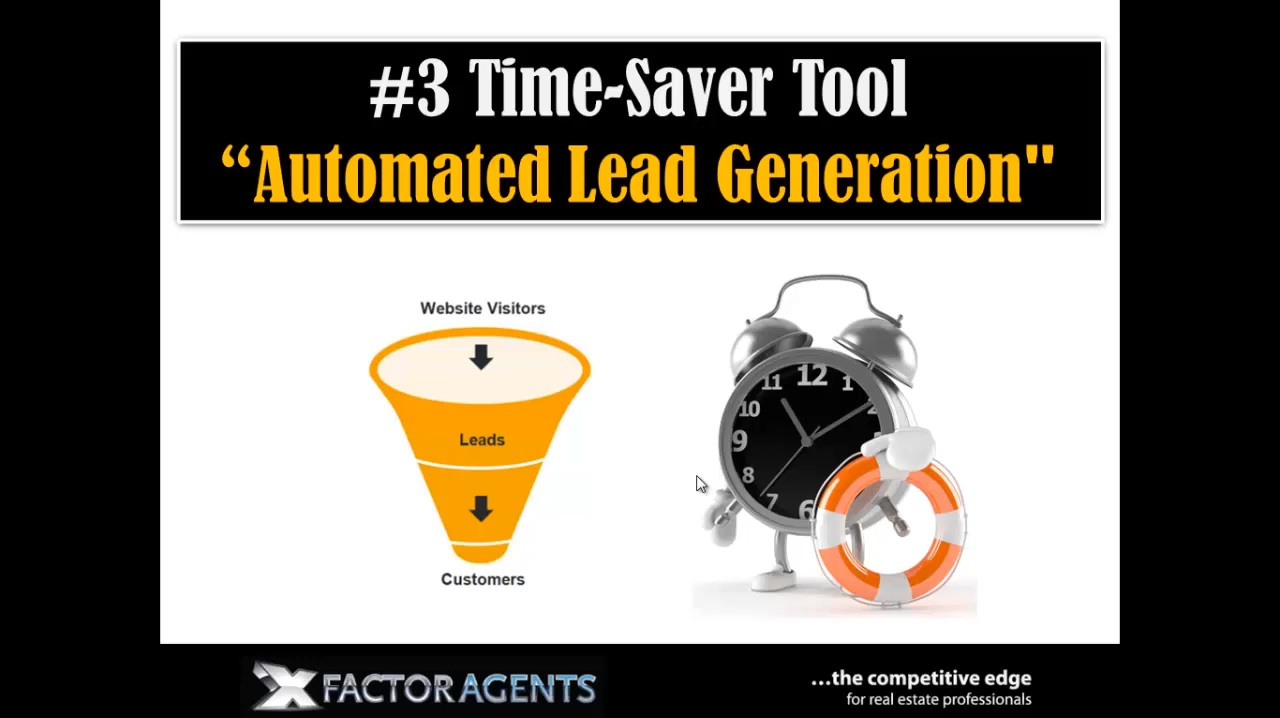 #3 Time-Saver Tool
“Automated Lead Generation"
Website Visitors
Leads
Customers
11 12 1
10 2
9
8
7 6
X FACTOR AGENTS
...the competitive edge
for real estate professionals